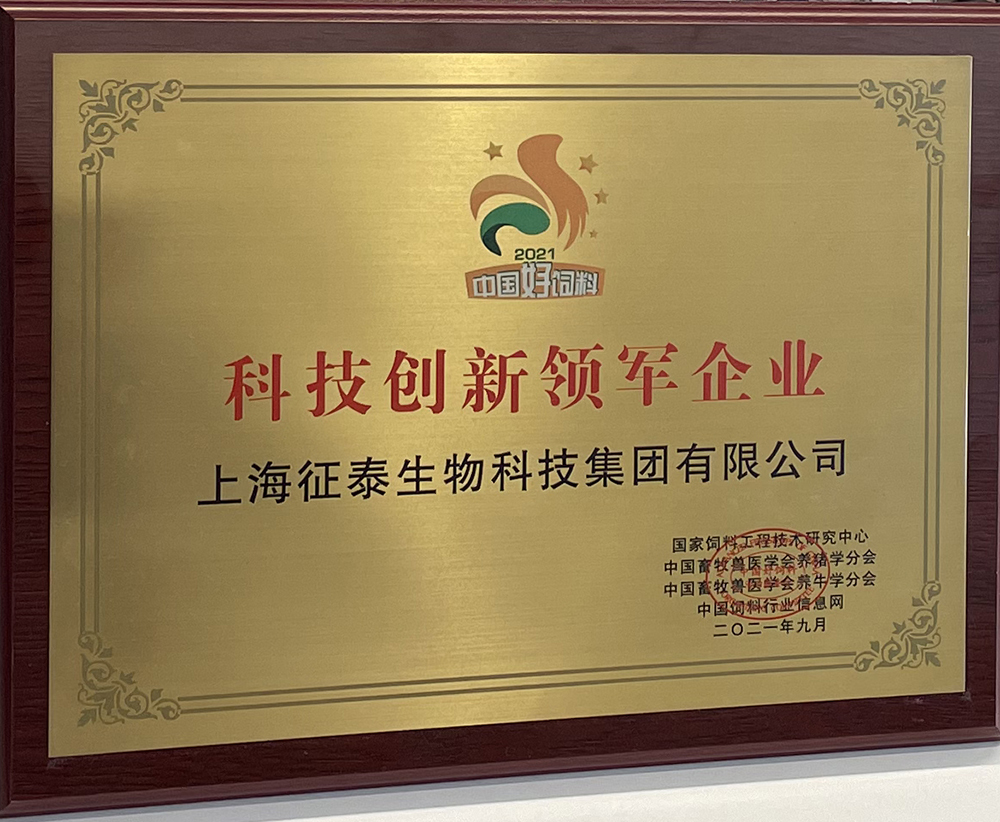 2021
中国好饲料
科技创新领军企业
上海征泰生物科技集团有限公司
国家饲料工程技术研究中心
中国畜牧兽医学会养猪学分会
中国畜牧兽医学会养牛学分会
中国饲料行业信息网
二〇二一年九月